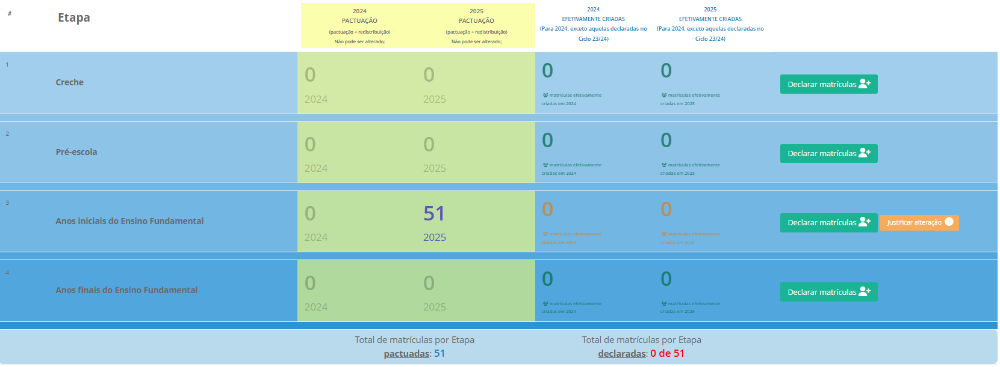 #
Etapa
2024
PACTUAÇÃO
(pactuação + redistribuição)
Não pode ser alterado;
2025
PACTUAÇÃO
(pactuação + redistribuição)
Não pode ser alterado;
2024
EFETIVAMENTE CRIADAS
(Para 2024, exceto aquelas declaradas no
Ciclo 23/24)
2025
EFETIVAMENTE CRIADAS
(Para 2024, exceto aquelas declaradas no
Ciclo 23/24)
1
Creche
0
2024
0
2025
0
matrículas efetivamente
criadas em 2024
0
matrículas efetivamente
criadas em 2025
Declarar matrículas
2
Pré-escola
0
2024
0
2025
0
matrículas efetivamente
criadas em 2024
0
matrículas efetivamente
criadas em 2025
Declarar matrículas
3
Anos iniciais do Ensino Fundamental
0
2024
51
2025
0
matrículas efetivamente
criadas em 2024
0
matrículas efetivamente
criadas em 2025
Declarar matrículas
Justificar alteração
4
Anos finais do Ensino Fundamental
0
2024
0
2025
0
matrículas efetivamente
criadas em 2024
0
matrículas efetivamente
criadas em 2025
Declarar matrículas
Total de matrículas por Etapa
pactuadas: 51
Total de matrículas por Etapa
declaradas: 0 de 51